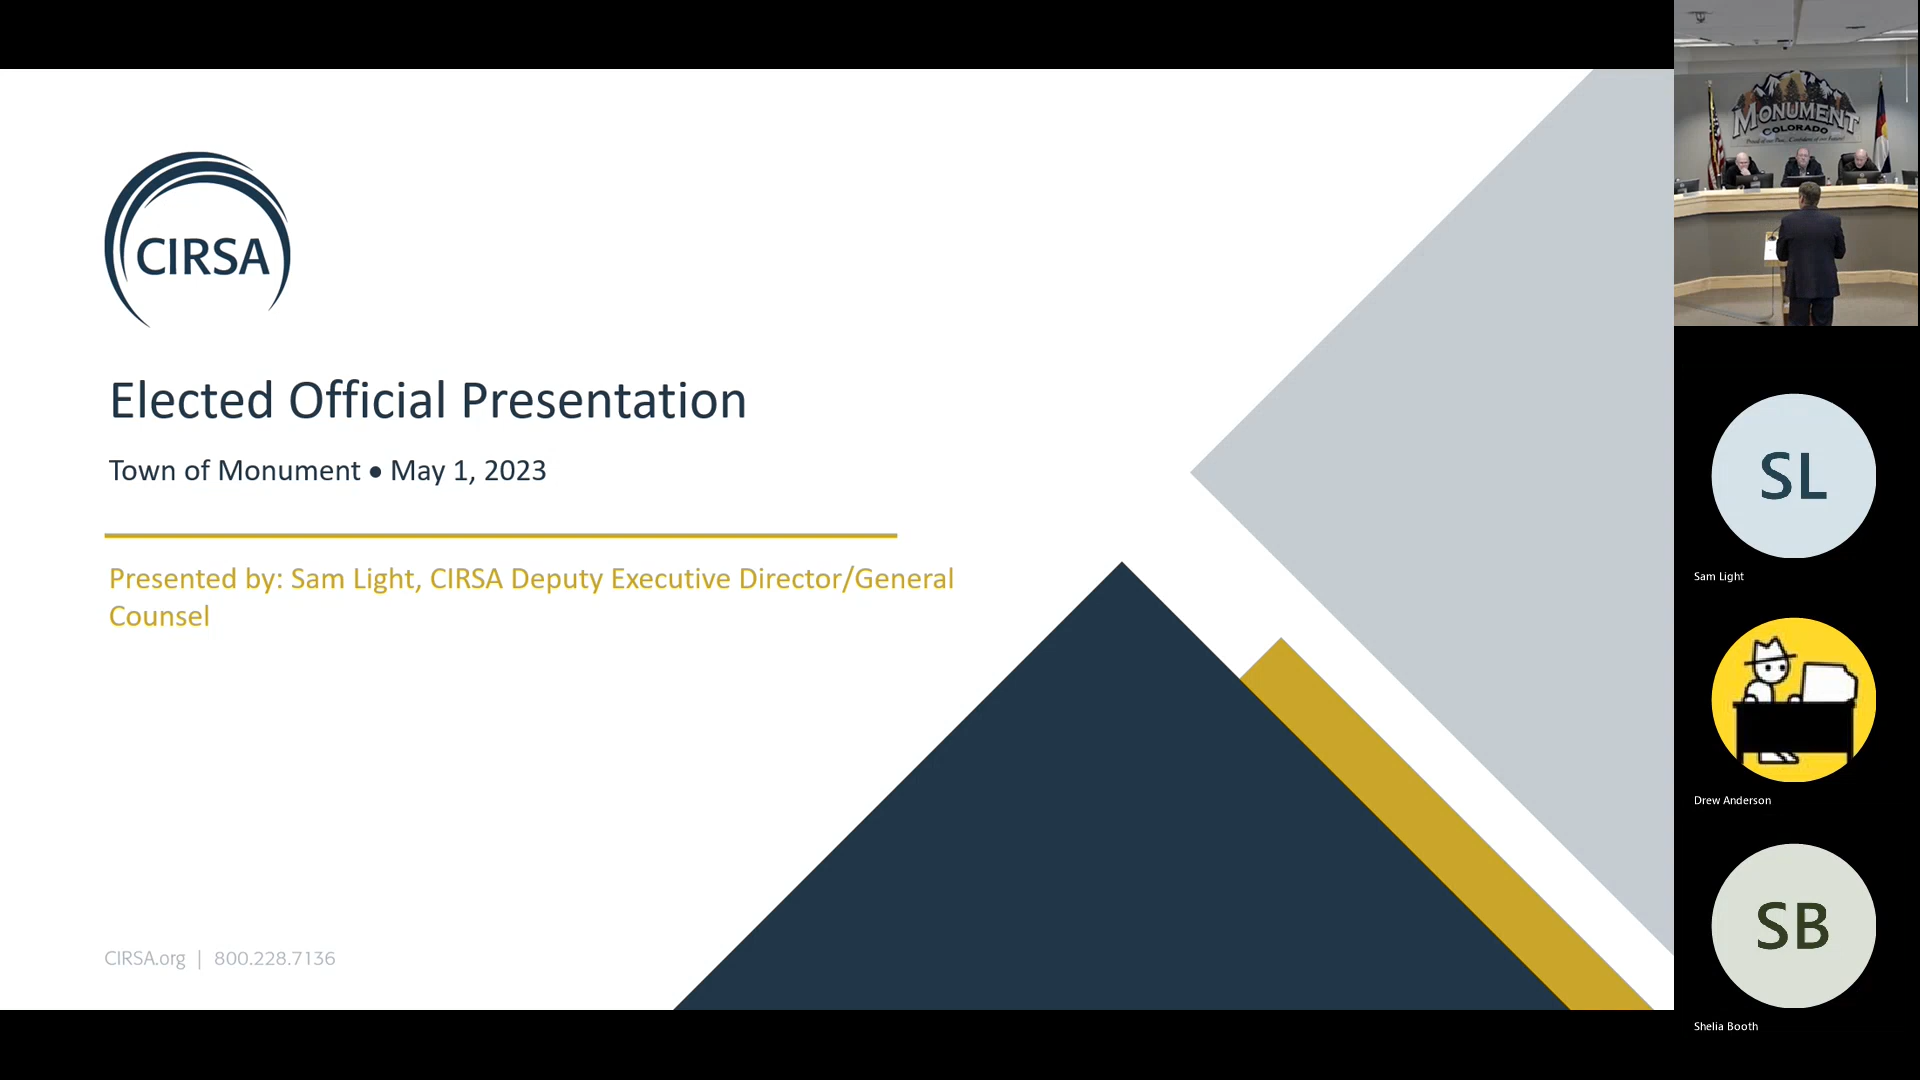 CIRSA
Elected Official Presentation
Town of Monument • May 1, 2023
Presented by: Sam Light, CIRSA Deputy Executive Director/General
Counsel
CIRSA.org | 800.228.7136
MONUMENT
COLORADO
SL
Sam Light
Drew Anderson
SB
Shelia Booth